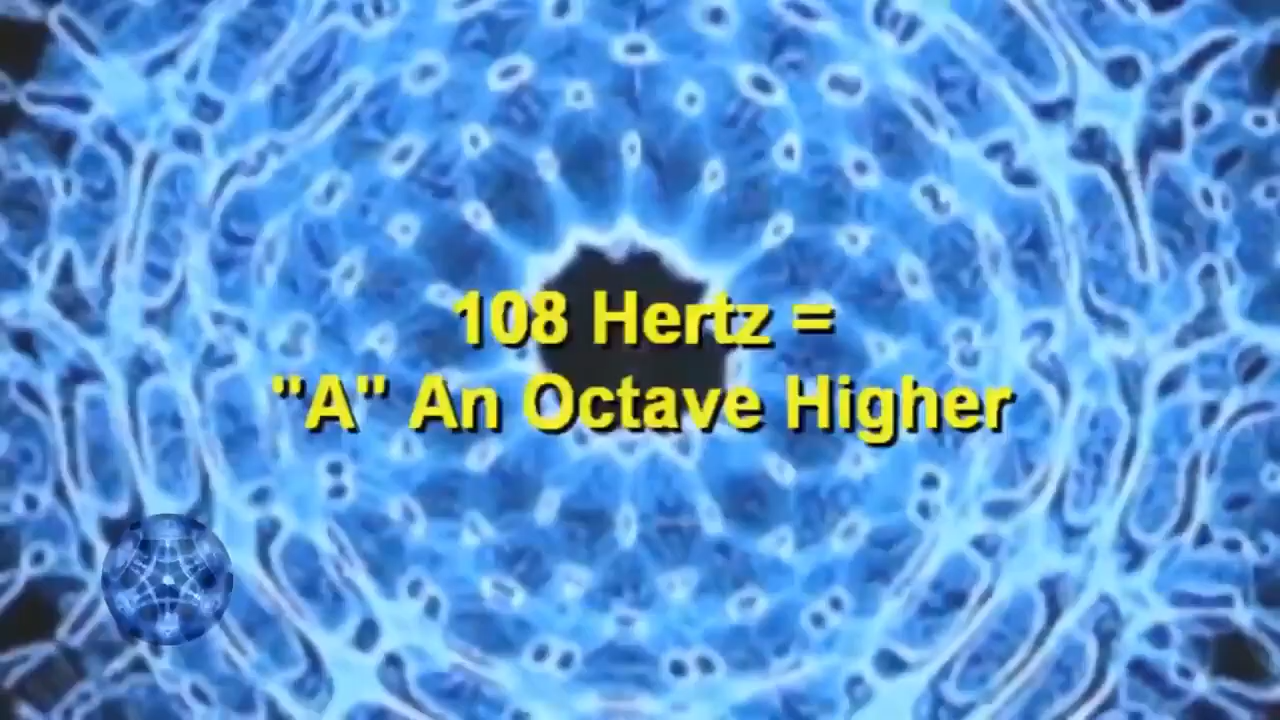 108 Hertz =
"A" An Octave Higher